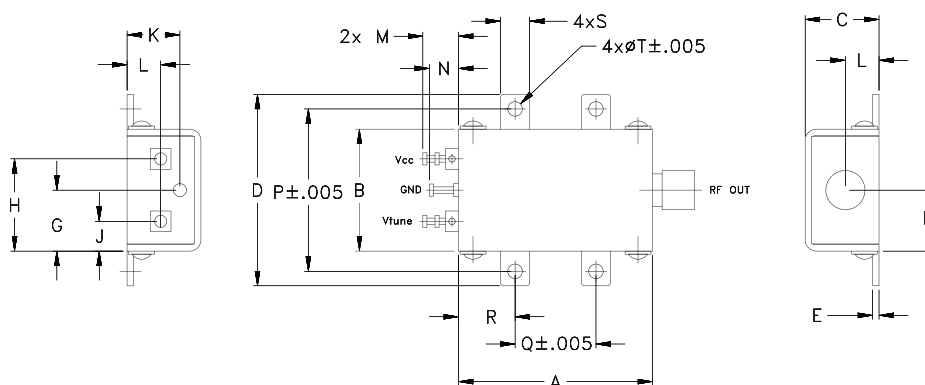 K
L
2x M
N
4xS
4xøT±.005
C
L
Vcc
GND
Vtune
RF OUT
D
P±.005
B
H
G
J
R
Q±.005
A
E